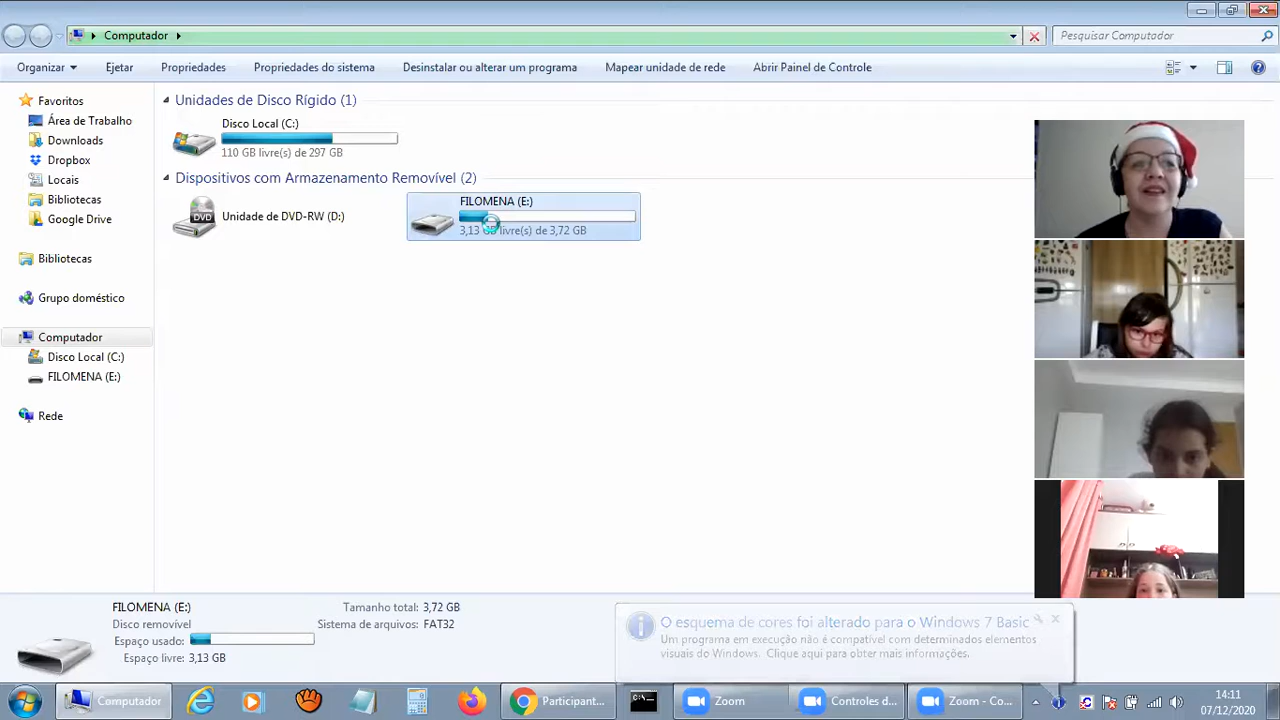 Computador
Pesquisar Computador
Organizar
Ejetar
Propriedades
Propriedades do sistema
Desinstalar ou alterar um programa
Mapear unidade de rede
Abrir Painel de Controle
Favoritos
Área de Trabalho
Downloads
Dropbox
Locais
Bibliotecas
Google Drive
Bibliotecas
Grupo doméstico
Computador
Disco Local (C:)
FILOMENA (E:)
Rede
Unidades de Disco Rígido (1)
Disco Local (C:)
110 GB livre(s) de 297 GB
Dispositivos com Armazenamento Removível (2)
DVD
Unidade de DVD-RW (D:)
FILOMENA (E:)
3,13 GB livre(s) de 3,72 GB
FILOMENA (E:)
Disco removível
Espaço usado:
Espaço livre: 3,13 GB
Tamanho total: 3,72 GB
Sistema de arquivos: FAT32
O esquema de cores foi alterado para o Windows 7 Basic
Um programa em execução não é compatível com determinados elementos
visuais do Windows. Clique aqui para obter mais informações.
Computador
Participant...
Zoom
Controles d...
Zoom - Co...
14:11
07/12/2020